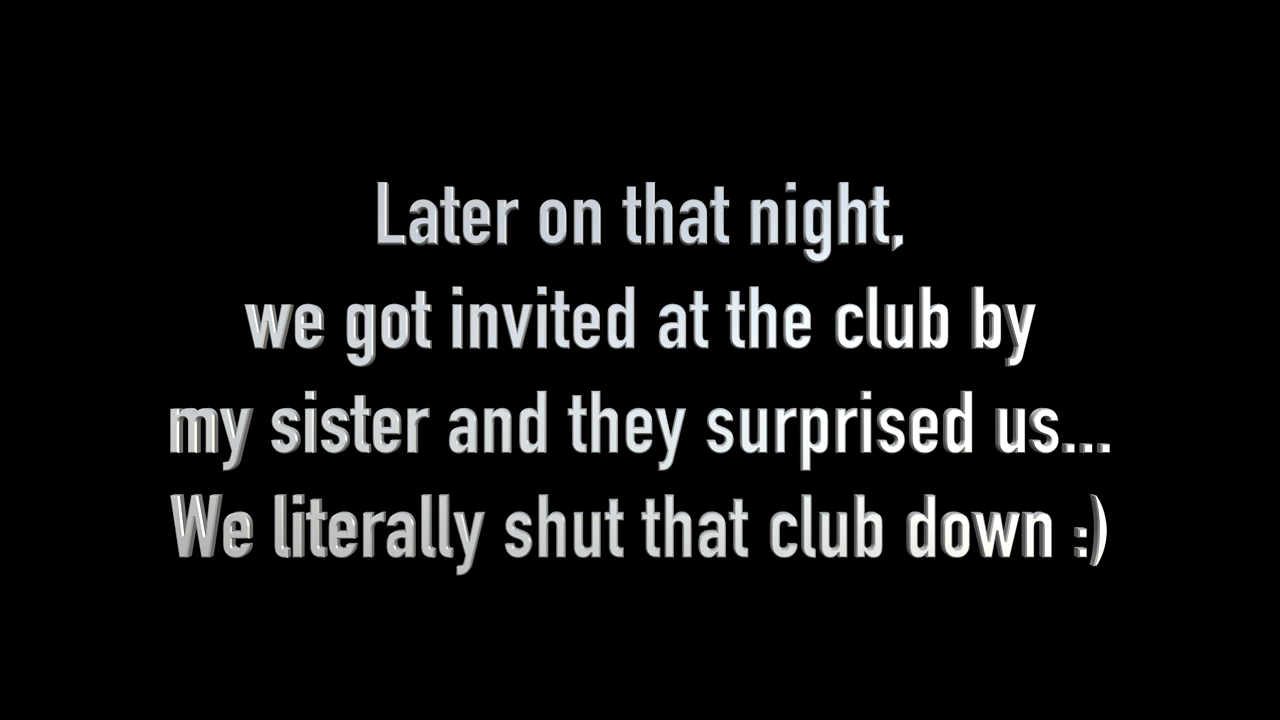 Later on that night,
we got invited at the club by
my sister and they surprised us...
We literally shut that club down :)